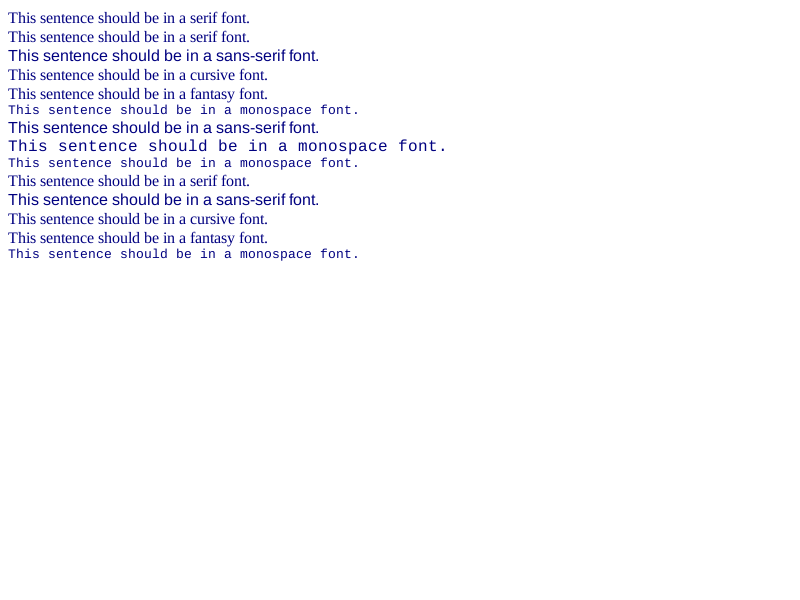 This sentence should be in a serif font.
This sentence should be in a serif font.
This sentence should be in a sans-serif font.
This sentence should be in a cursive font.
This sentence should be in a fantasy font.
This sentence should be in a monospace font.
This sentence should be in a sans-serif font.
This sentence should be in a monospace font.
This sentence should be in a monospace font.
This sentence should be in a serif font.
This sentence should be in a sans-serif font.
This sentence should be in a cursive font.
This sentence should be in a fantasy font.
This sentence should be in a monospace font.